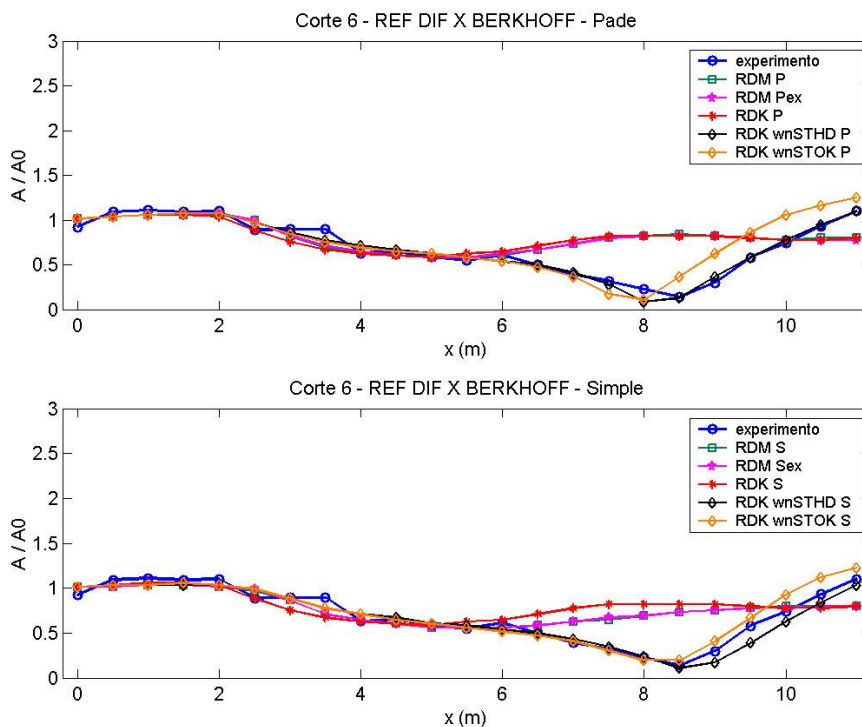 Corte 6 - REF DIF X BERKHOFF - Pade
3
2.5
2
1.5
1
0.5
0
A / A0
experimento
RDM P
RDM Pex
RDK P
RDK wnSTHD P
RDK wnSTOK P
0 2 4 6 8 10
x (m)
Corte 6 - REF DIF X BERKHOFF - Simple
3
2.5
2
1.5
1
0.5
0
A / A0
experimento
RDM S
RDM Sex
RDK S
RDK wnSTHD S
RDK wnSTOK S
0 2 4 6 8 10
x (m)